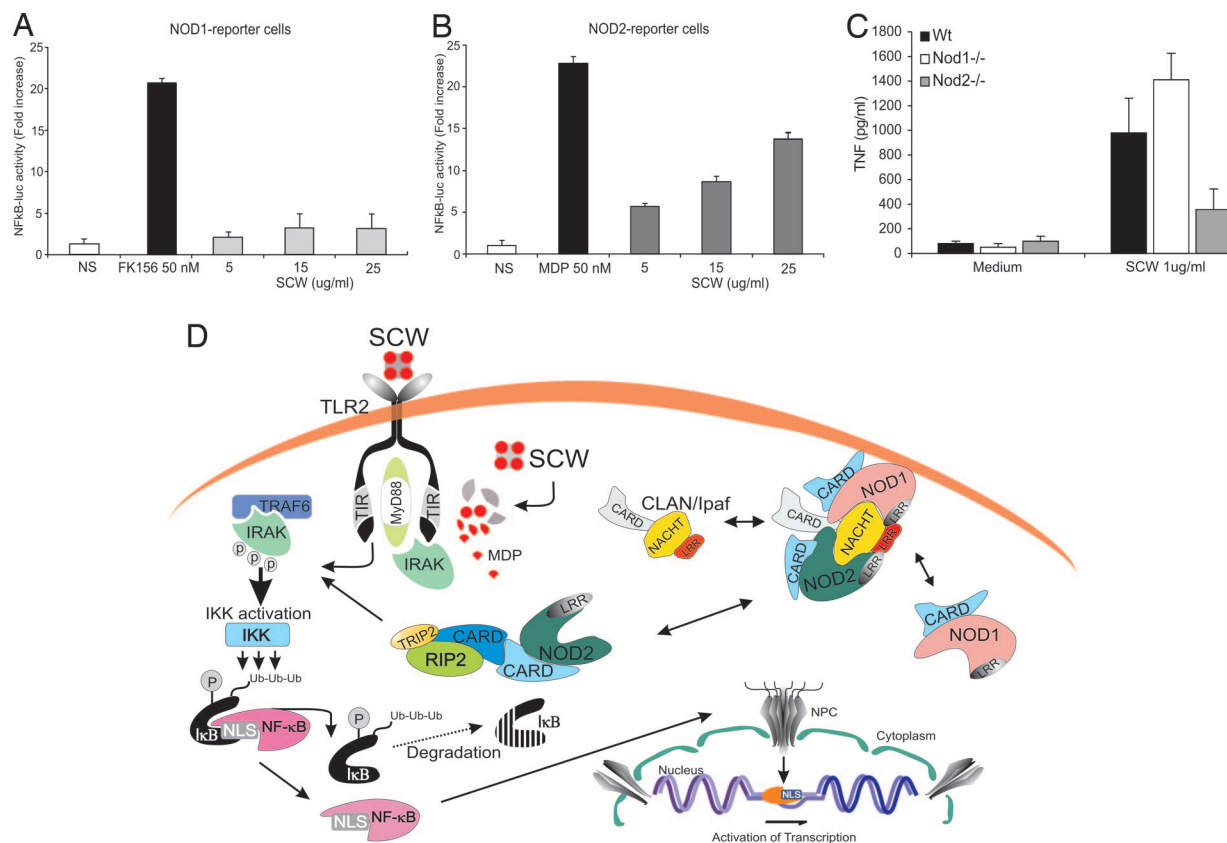 A
NOD1-reporter cells
NFkB-luc activity (Fold increase)
25
20
15
10
5
0
NS
FK156 50 nM
5
15
25
SCW (ug/ml)
B
NOD2-reporter cells
NFkB-luc activity (Fold increase)
25
20
15
10
5
0
NS
MDP 50 nM
5
15
25
SCW (ug/ml)
C
Wt
Nod1-/-
Nod2-/-
TNF (pg/ml)
1800
1600
1400
1200
1000
800
600
400
200
0
Medium
SCW 1ug/ml
D
SCW
TLR2
SCW
TIR
MyD88
TIR
MDP
IRAK
TRAF6
IRAK
P
P
P
IKK activation
IKK
CLAN/Ipaf
CARD
NACHT
LRR
CARD
NOD1
LRR
CARD
NACHT
LRR
CARD
NOD2
LRR
CARD
NOD1
LRR
TRIP2
RIP2
CARD
CARD
NOD2
LRR
P
Ub-Ub-Ub
IκB
NLS
NF-κB
P
Ub-Ub-Ub
IκB
Degradation
IκB
NLS
NF-κB
NPC
Cytoplasm
Nucleus
NLS
Activation of Transcription